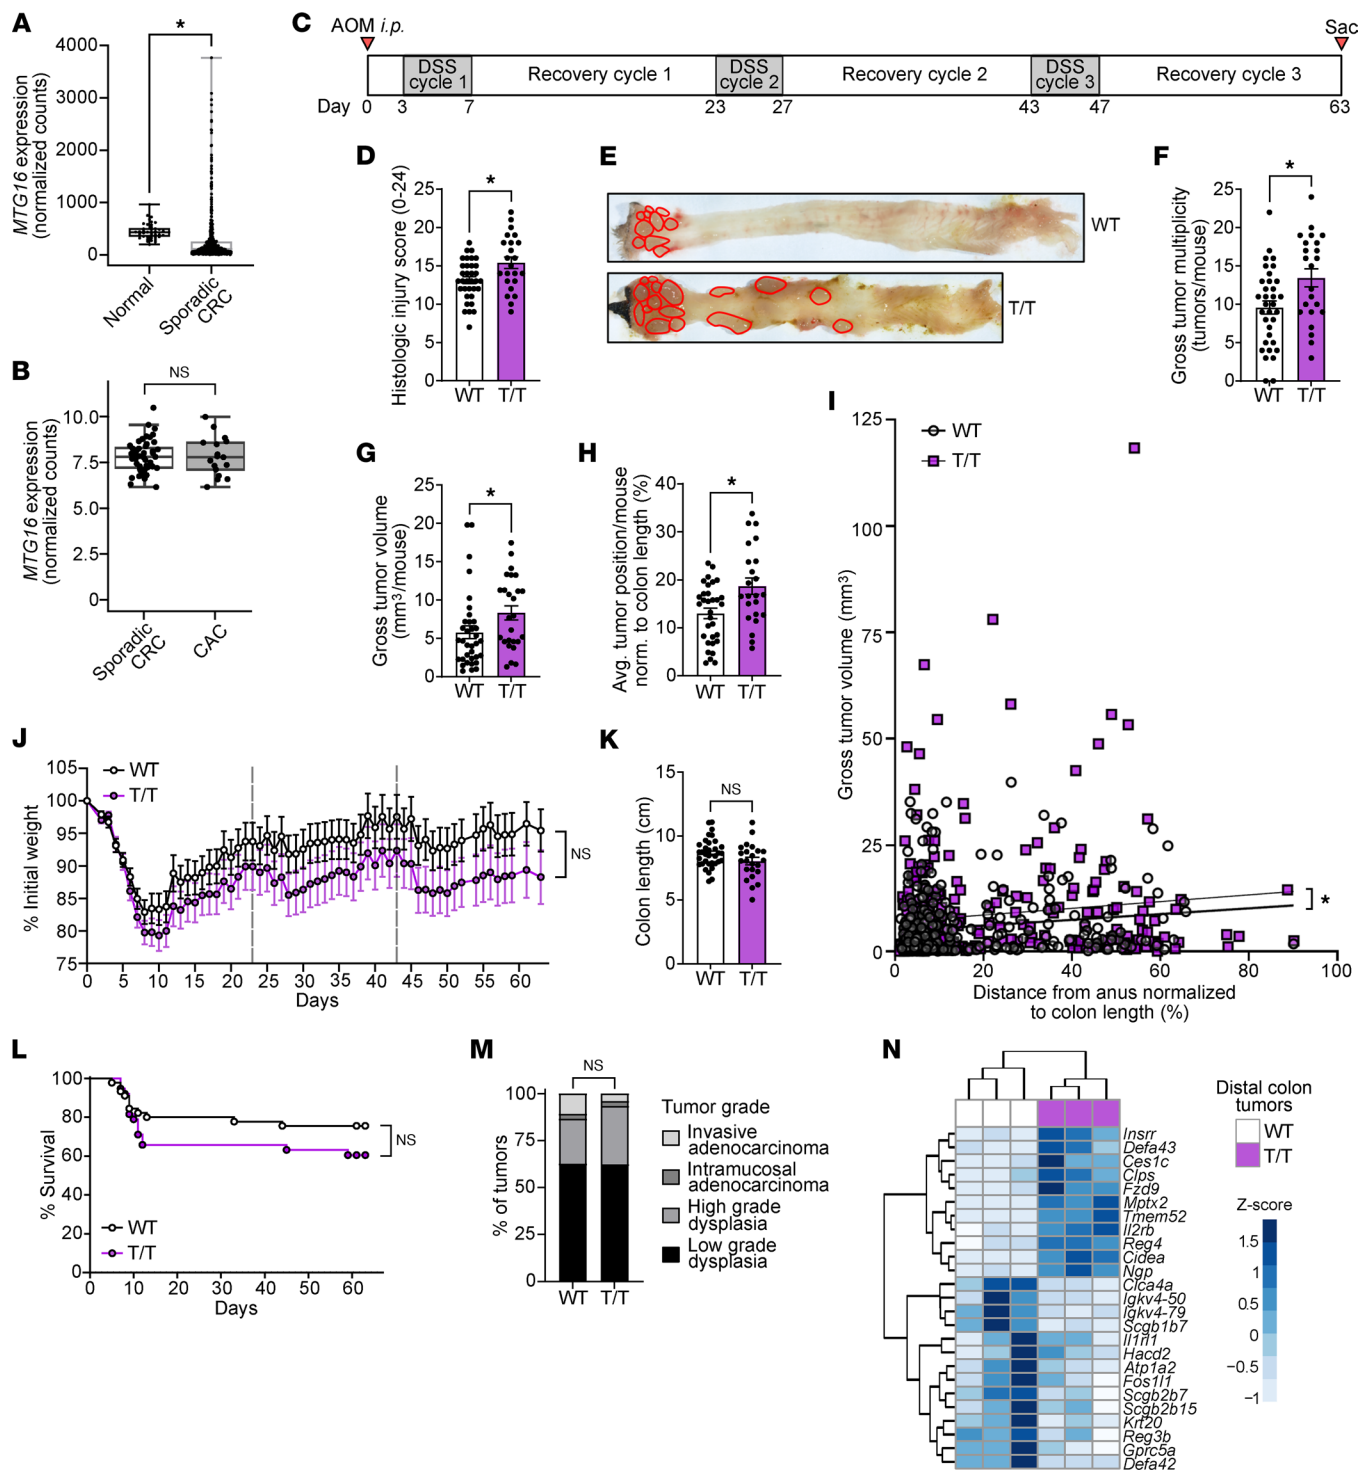 A
*
MTG16 expression
(normalized counts)
4000
3000
2000
1000
0
Normal
Sporadic
CRC
B
NS
MTG16 expression
(normalized counts)
10.0
7.5
5.0
2.5
0
Sporadic
CRC
CAC
C
AOM i.p.
Sac
DSS
cycle 1
Recovery cycle 1
DSS
cycle 2
Recovery cycle 2
DSS
cycle 3
Recovery cycle 3
Day 0 3 7 23 27 43 47 63
D
*
Histologic injury score (0-24)
25
20
15
10
5
0
WT T/T
E
WT
T/T
F
*
Gross tumor multiplicity
(tumors/mouse)
25
20
15
10
5
0
WT T/T
G
*
Gross tumor volume
(mm3/mouse)
25
20
15
10
5
0
WT T/T
H
*
Avg. tumor position/mouse
norm. to colon length (%)
40
30
20
10
0
WT T/T
I
WT
T/T
Gross tumor volume (mm3)
125
100
75
50
25
0
*
0 20 40 60 80 100
Distance from anus normalized
to colon length (%)
J
WT
T/T
% Initial weight
105
100
95
90
85
80
75
NS
0 5 10 15 20 25 30 35 40 45 50 55 60
Days
K
NS
Colon length (cm)
15
10
5
0
WT T/T
L
% Survival
100
80
60
40
20
0
NS
WT
T/T
0 10 20 30 40 50 60
Days
M
NS
% of tumors
100
75
50
25
0
WT T/T
Tumor grade
Invasive
adenocarcinoma
Intramucosal
adenocarcinoma
High grade
dysplasia
Low grade
dysplasia
N
Distal colon
tumors
WT
T/T
Z-score
1.5
1
0.5
0
−0.5
−1
Insrr
Defa43
Ces1c
Clps
Fzd9
Mptx2
Tmem52
Il2rb
Reg4
Cidea
Ngp
Clca4a
Igkv4-50
Igkv4-79
Scgb1b7
Il1rl1
Hacd2
Atp1a2
Fos1l1
Scgb2b7
Scgb2b15
Krt20
Reg3b
Gprc5a
Defa42